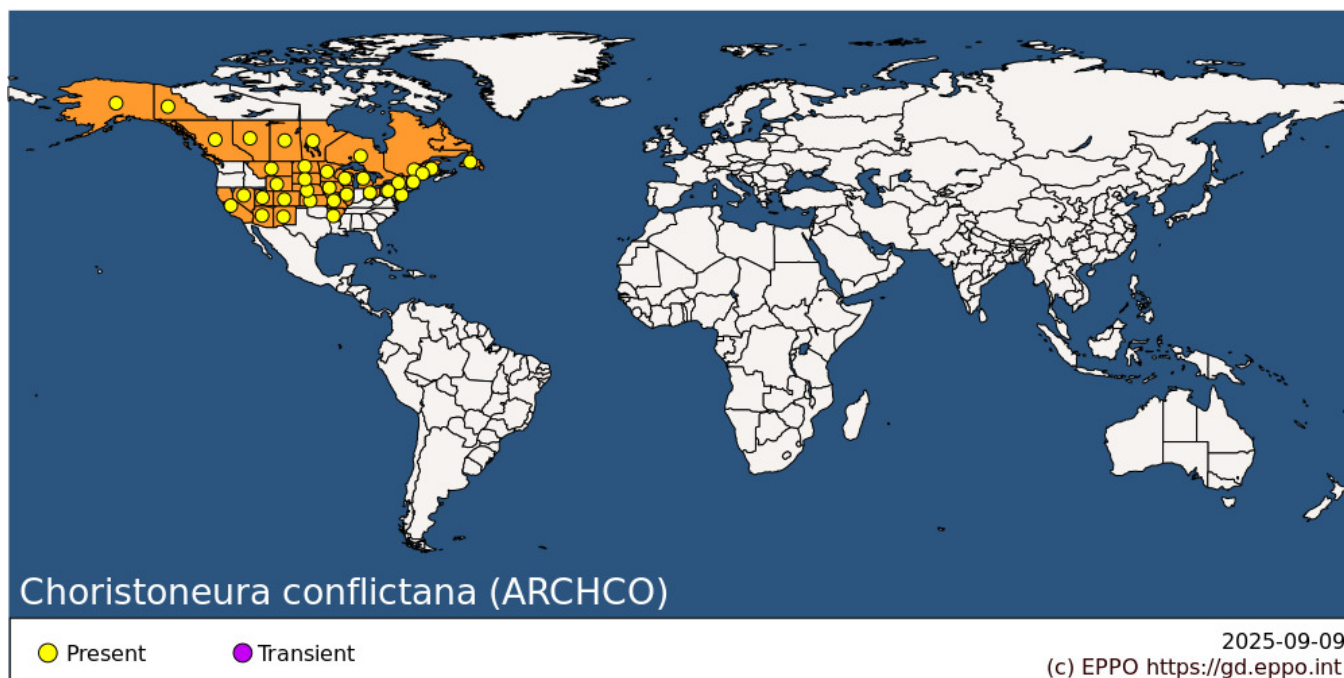 Choristoneura conflictana (ARCHCO)
Present
Transient
2025-09-09
(c) EPPO https://gd.eppo.int